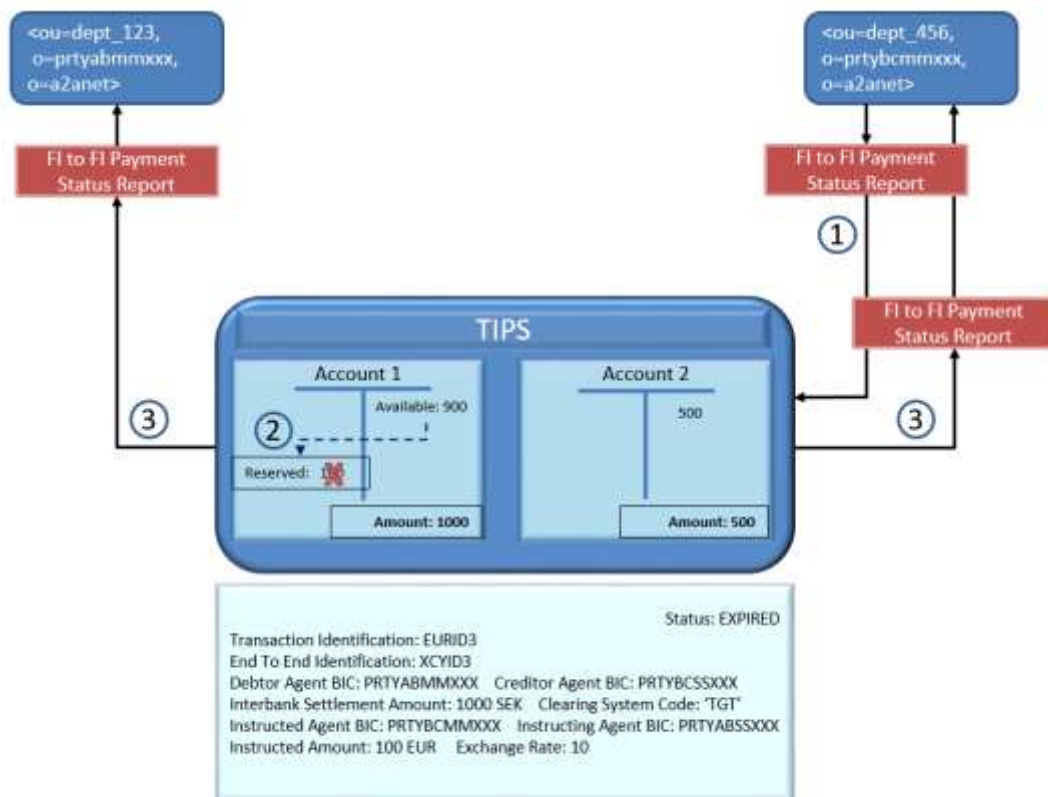 <ou=dept_123,
o=prtyabmmxxx,
o=a2anet>
<ou=dept_456,
o=prtybcmmxxx,
o=a2anet>
FI to FI Payment
Status Report
FI to FI Payment
Status Report
1
FI to FI Payment
Status Report
TIPS
Account 1
Available: 900
2
Reserved:
Amount: 1000
Account 2
500
Amount: 500
3
3
Status: EXPIRED
Transaction Identification: EURID3
End To End Identification: XCYID3
Debtor Agent BIC: PRTYABMMXXX Creditor Agent BIC: PRTYBCSSXXX
Interbank Settlement Amount: 1000 SEK Clearing System Code: 'TGT'
Instructed Agent BIC: PRTYBCMMXXX Instructing Agent BIC: PRTYABSSXXX
Instructed Amount: 100 EUR Exchange Rate: 10